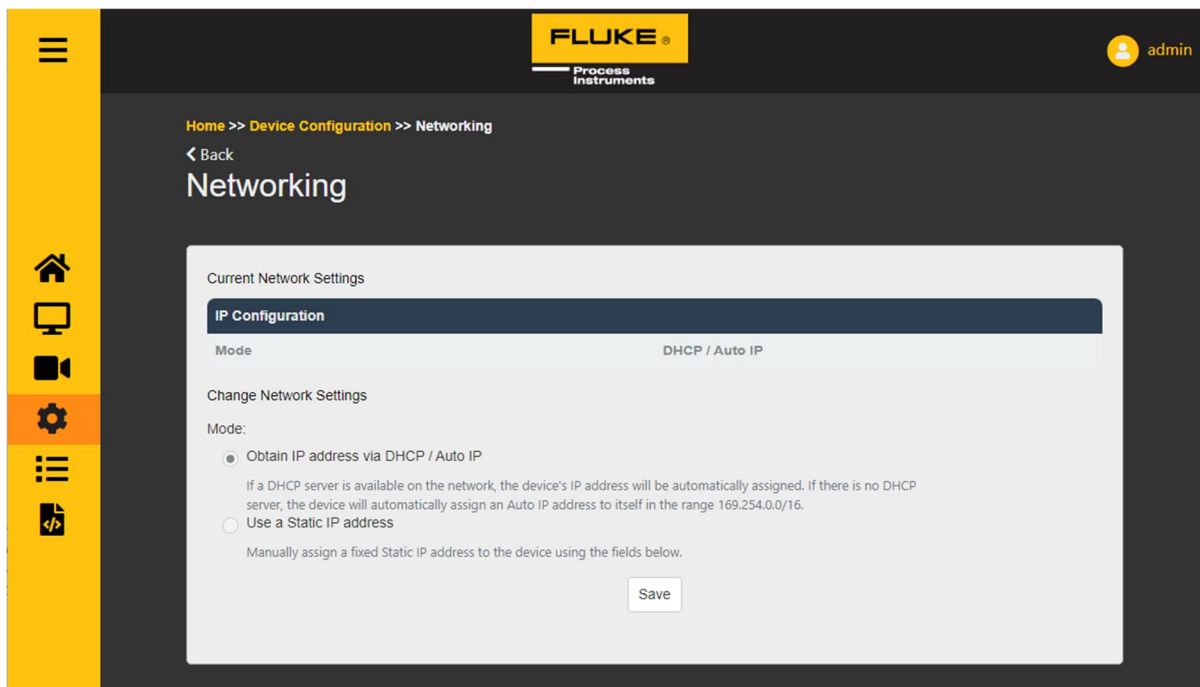 FLUKE ®
Process
Instruments
admin
Home >> Device Configuration >> Networking
Back
Networking
Current Network Settings
IP Configuration
Mode DHCP / Auto IP
Change Network Settings
Mode:
Obtain IP address via DHCP / Auto IP
If a DHCP server is available on the network, the device's IP address will be automatically assigned. If there is no DHCP
server, the device will automatically assign an Auto IP address to itself in the range 169.254.0.0/16.
Use a Static IP address
Manually assign a fixed Static IP address to the device using the fields below.
Save